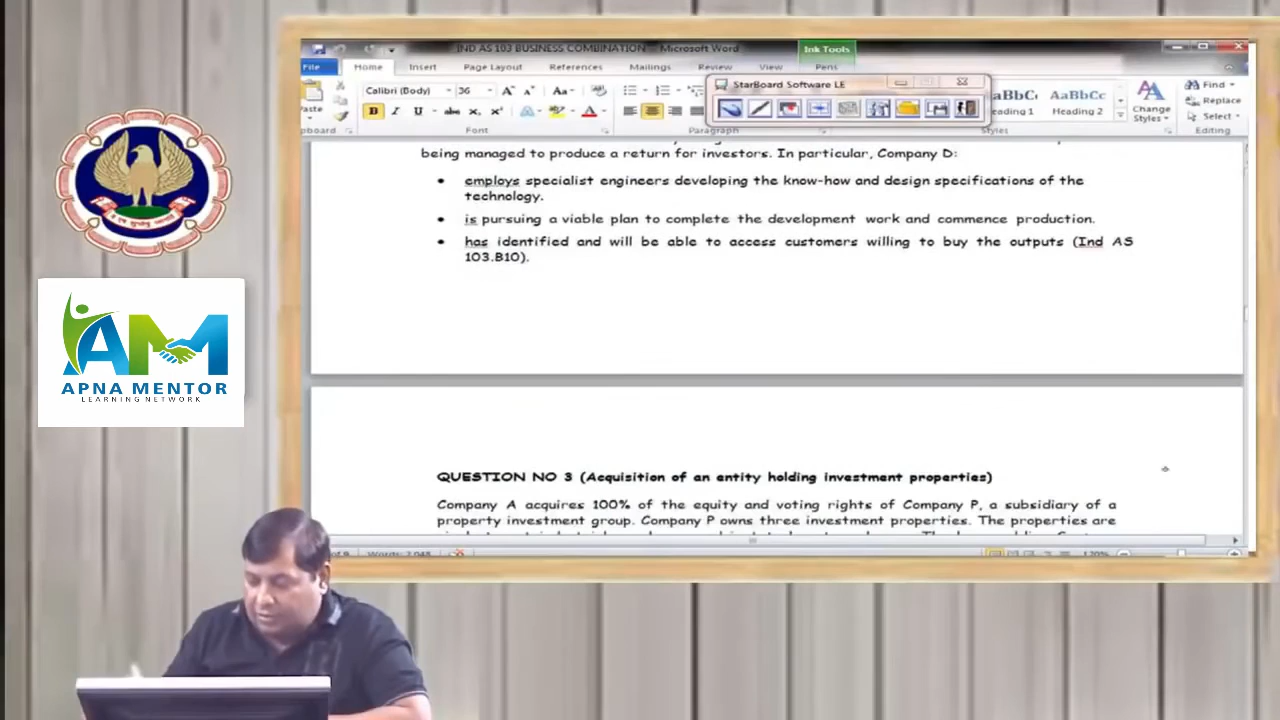 IND AS 103 BUSINESS COMBINATION - Microsoft Word
Ink Tools
File
Home
Insert
Page Layout
References
Mailings
Review
View
Pens
StarBoard Software LE
Calibri (Body)
36
Paste
Heading 1
Heading 2
Change
Styles
Find
Replace
Select
Font
Paragraph
Styles
Editing
being managed to produce a return for investors. In particular, Company D:
• employs specialist engineers developing the know-how and design specifications of the
technology.
• is pursuing a viable plan to complete the development work and commence production.
• has identified and will be able to access customers willing to buy the outputs (Ind AS
103.B10).
QUESTION NO 3 (Acquisition of an entity holding investment properties)
Company A acquires 100% of the equity and voting rights of Company P, a subsidiary of a
property investment group. Company P owns three investment properties. The properties are
Words: 2,048
120%
AM
APNA MENTOR
LEARNING NETWORK